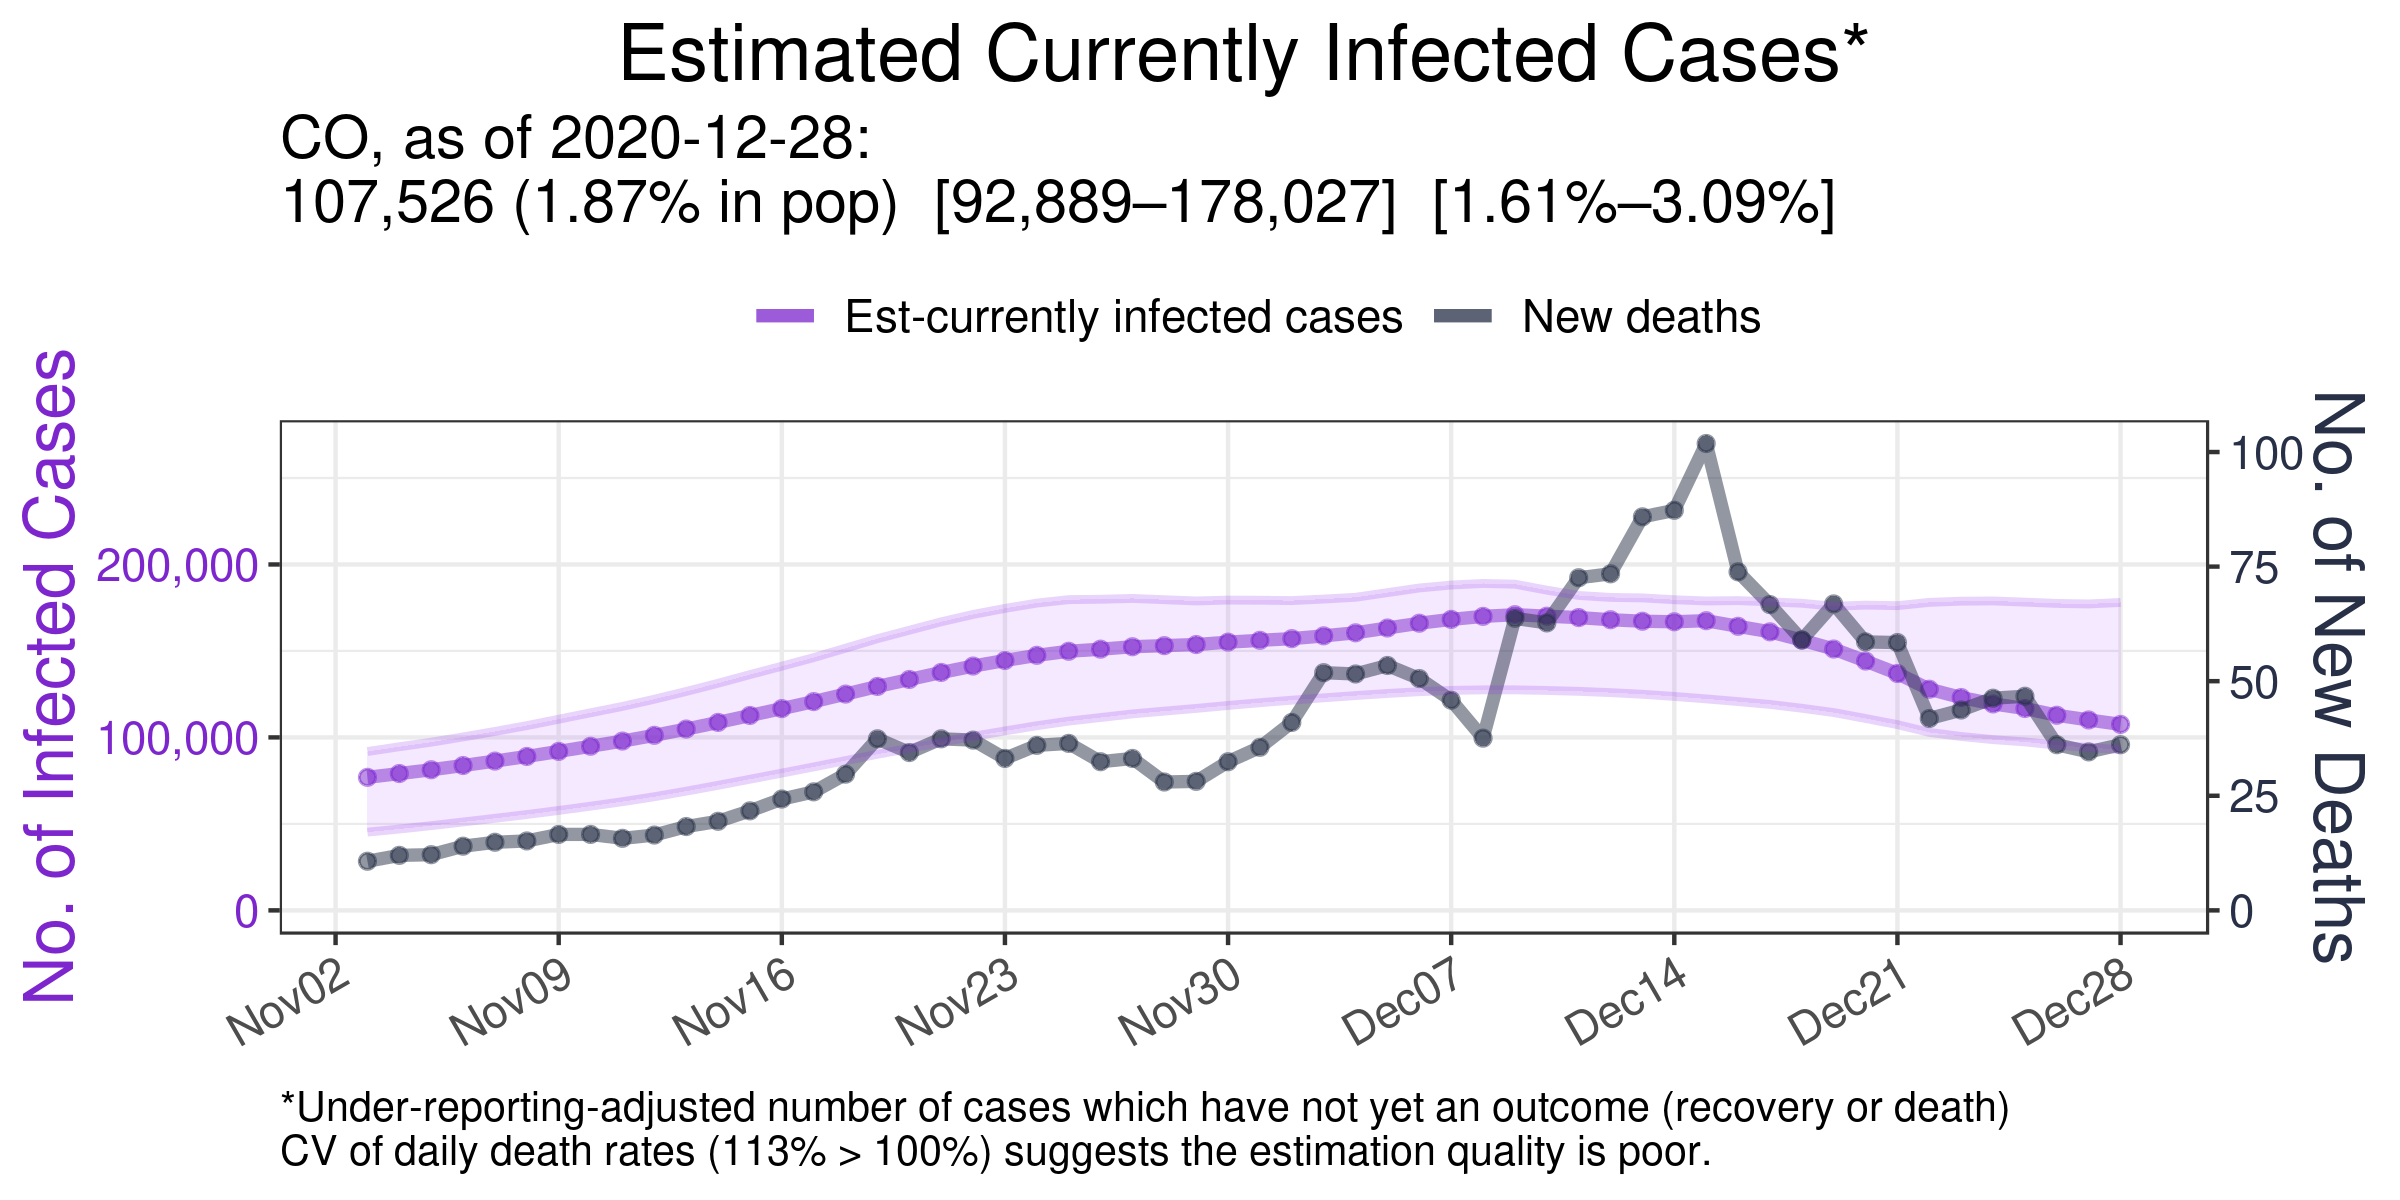 Estimated Currently Infected Cases*
CO, as of 2020-12-28:
107,526 (1.87% in pop)  [92,889–178,027]  [1.61%–3.09%]
Est-currently infected cases
New deaths
No. of Infected Cases
200,000
100,000
0
100
75
50
25
0
No. of New Deaths
Nov02
Nov09
Nov16
Nov23
Nov30
Dec07
Dec14
Dec21
Dec28
*Under-reporting-adjusted number of cases which have not yet an outcome (recovery or death)
CV of daily death rates (113% > 100%) suggests the estimation quality is poor.